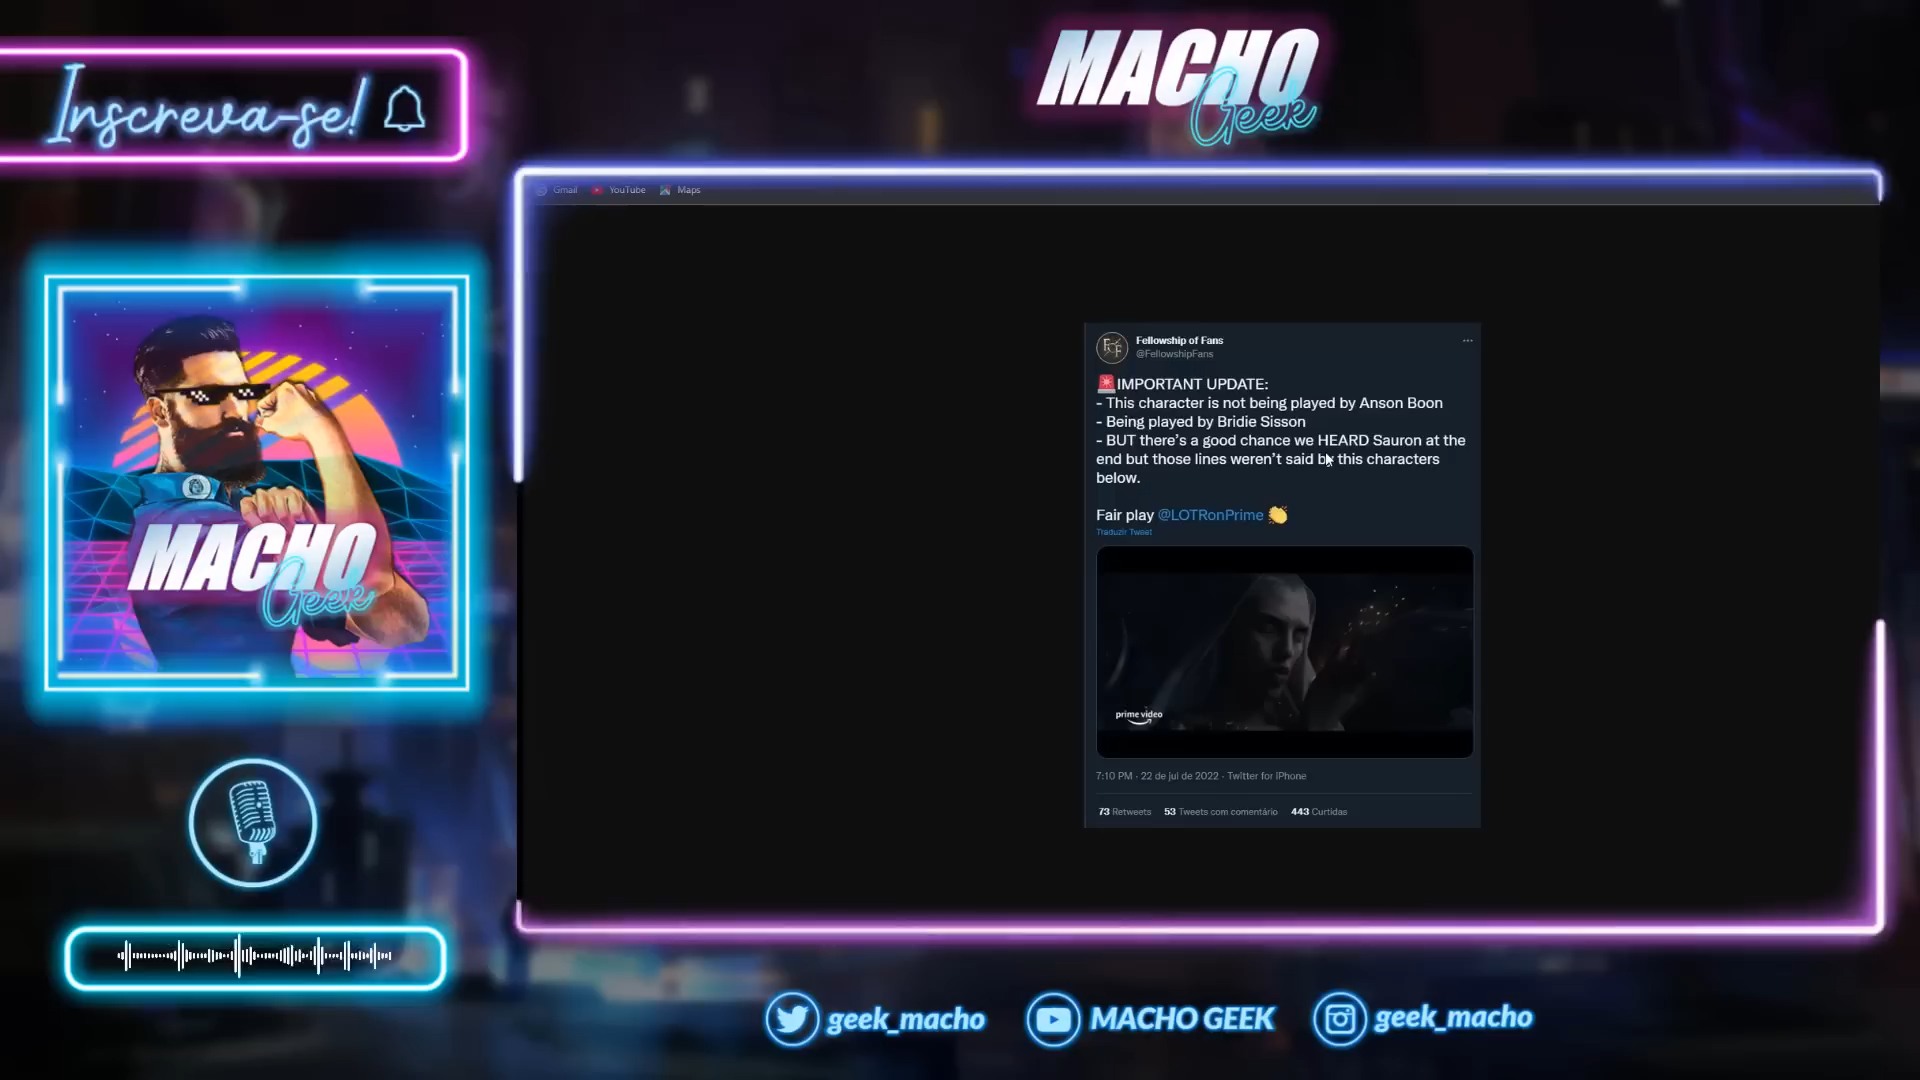 Inscreva-se!
MACHO
Geek
Gmail YouTube Maps
MACHO
Geek
Fellowship of Fans
@FellowshipFans
🚨IMPORTANT UPDATE:
- This character is not being played by Anson Boon
- Being played by Bridie Sisson
- BUT there's a good chance we HEARD Sauron at the
end but those lines weren't said by this characters
below.
Fair play @LOTRonPrime 👏
Traduzir Tweet
prime video
7:10 PM · 22 de jul de 2022 · Twitter for iPhone
73 Retweets 53 Tweets com comentário 443 Curtidas
geek_macho MACHO GEEK geek_macho